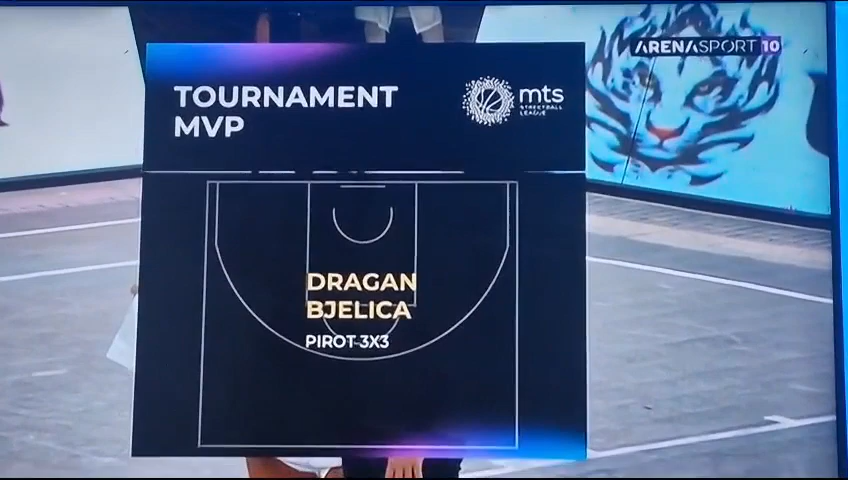 ARENASPORT 10
TOURNAMENT
MVP
mts
STREETBALL
LEAGUE
DRAGAN
BJELICA
PIROT 3X3